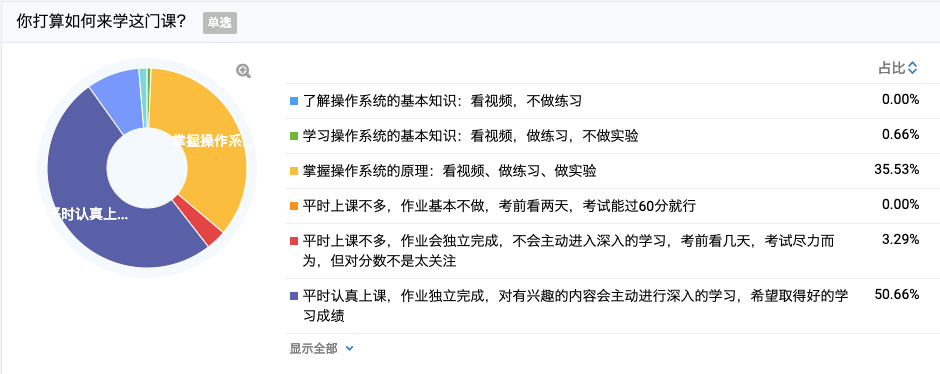 你打算如何来学这门课? 单选
占比
了解操作系统的基本知识：看视频，不做练习 0.00%
学习操作系统的基本知识：看视频，做练习，不做实验 0.66%
掌握操作系统的原理：看视频、做练习、做实验 35.53%
平时上课不多，作业基本不做，考前看两天，考试能过60分就行 0.00%
平时上课不多，作业会独立完成，不会主动进入深入的学习，考前看几天，考试尽力而 3.29%
为，但对分数不是太关注
平时认真上课，作业独立完成，对有兴趣的内容会主动进行深入的学习，希望取得好的学 50.66%
习成绩
显示全部
掌握操作系...
平时认真上...